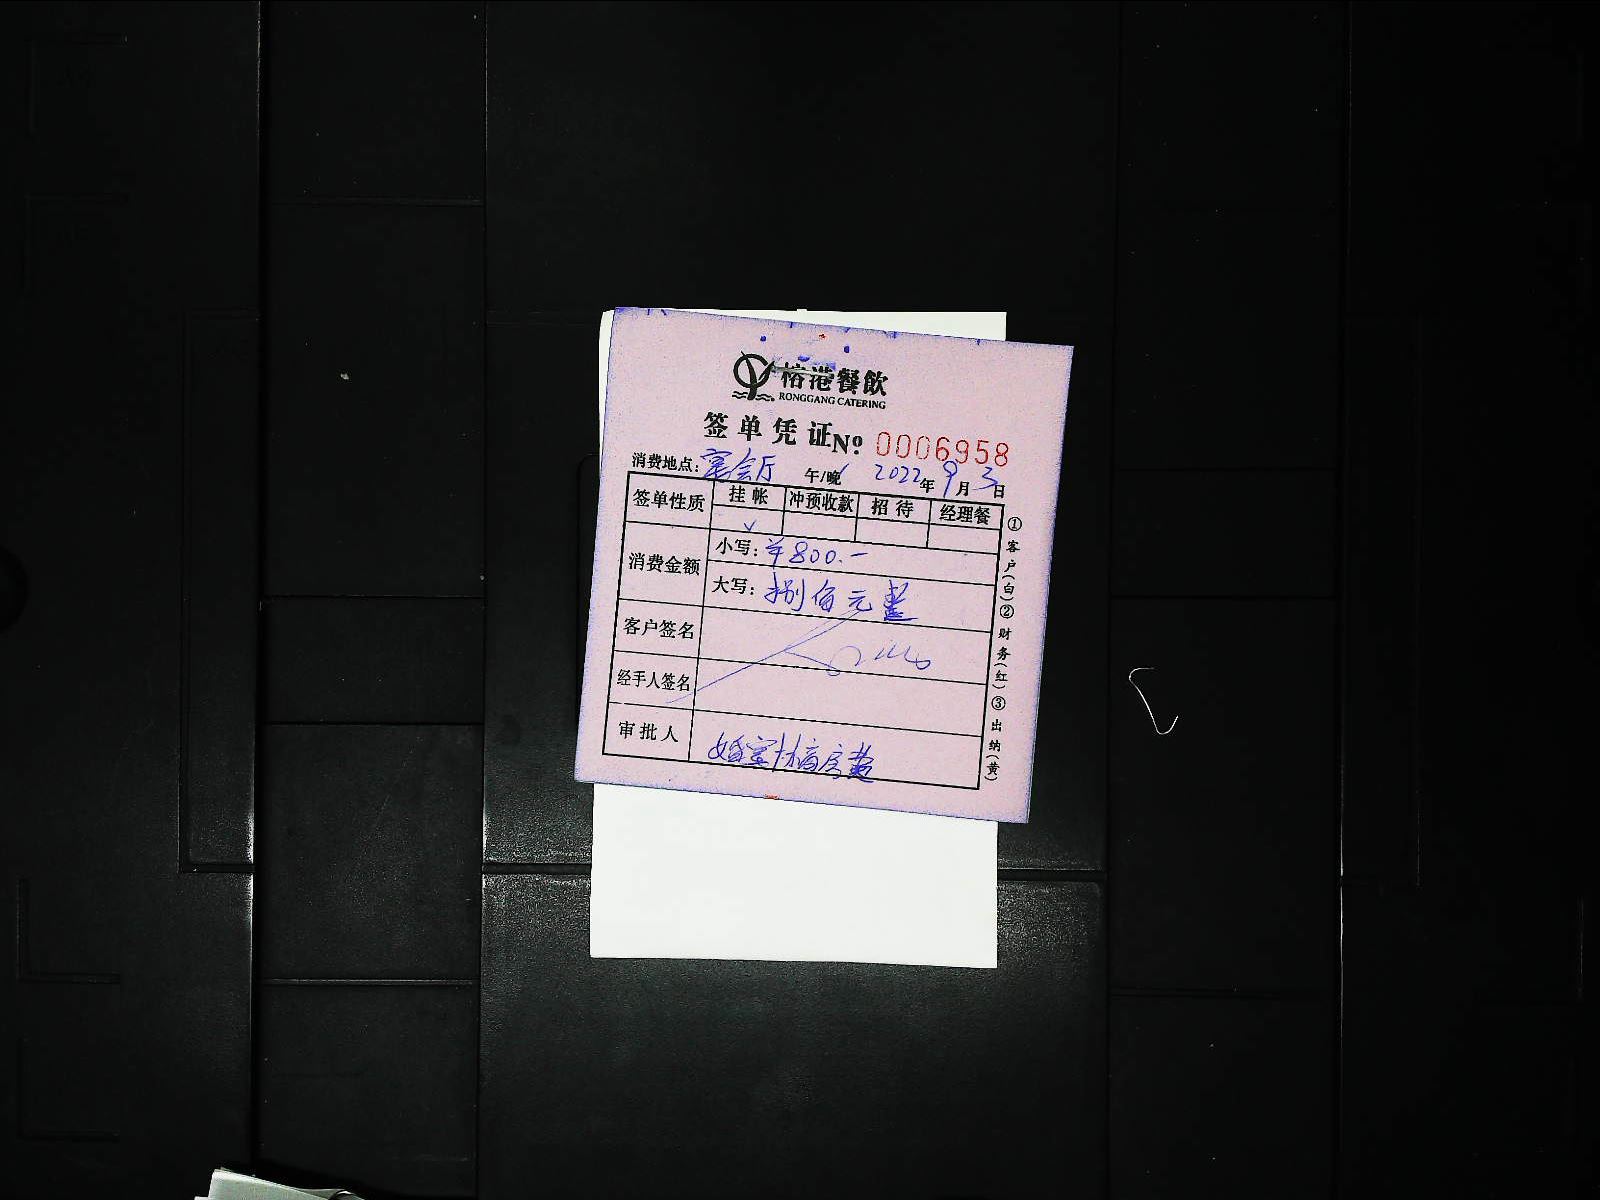 榕港餐飲
RONGGANG CATERING
签单凭证 Nº: 0006958
消费地点: 宴会厅 午/晚 2022年9月3日
签单性质 挂帐 冲预收款 招待 经理餐
√
消费金额 小写: ¥800.一
大写: 捌佰元整
客户签名
经手人签名
审批人 婚宴
①客户(白)②财务(红)③出纳(黄)